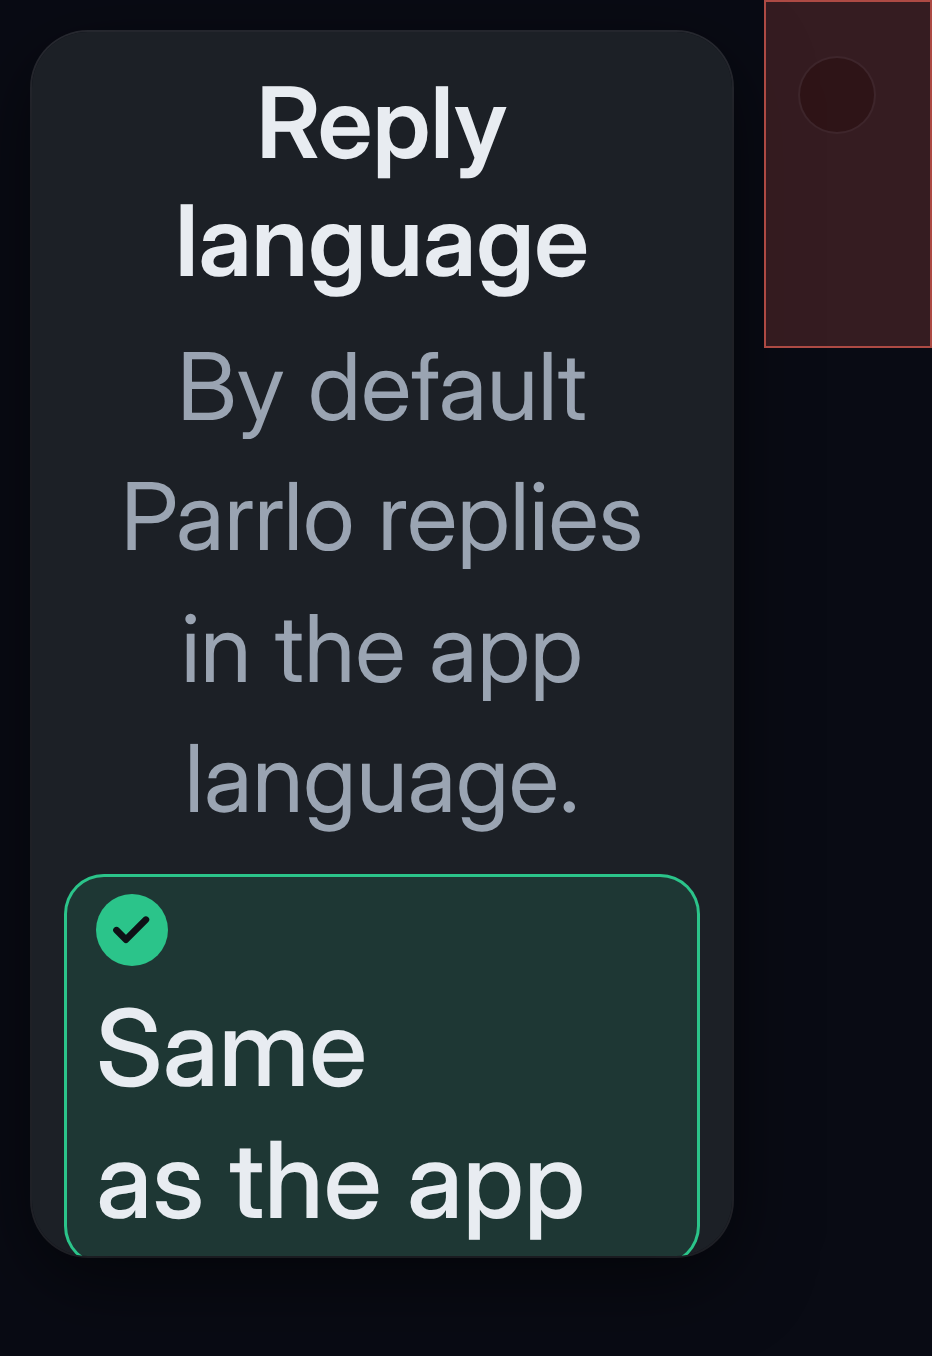 Reply
language
By default
Parrlo replies
in the app
language.
Same
as the app